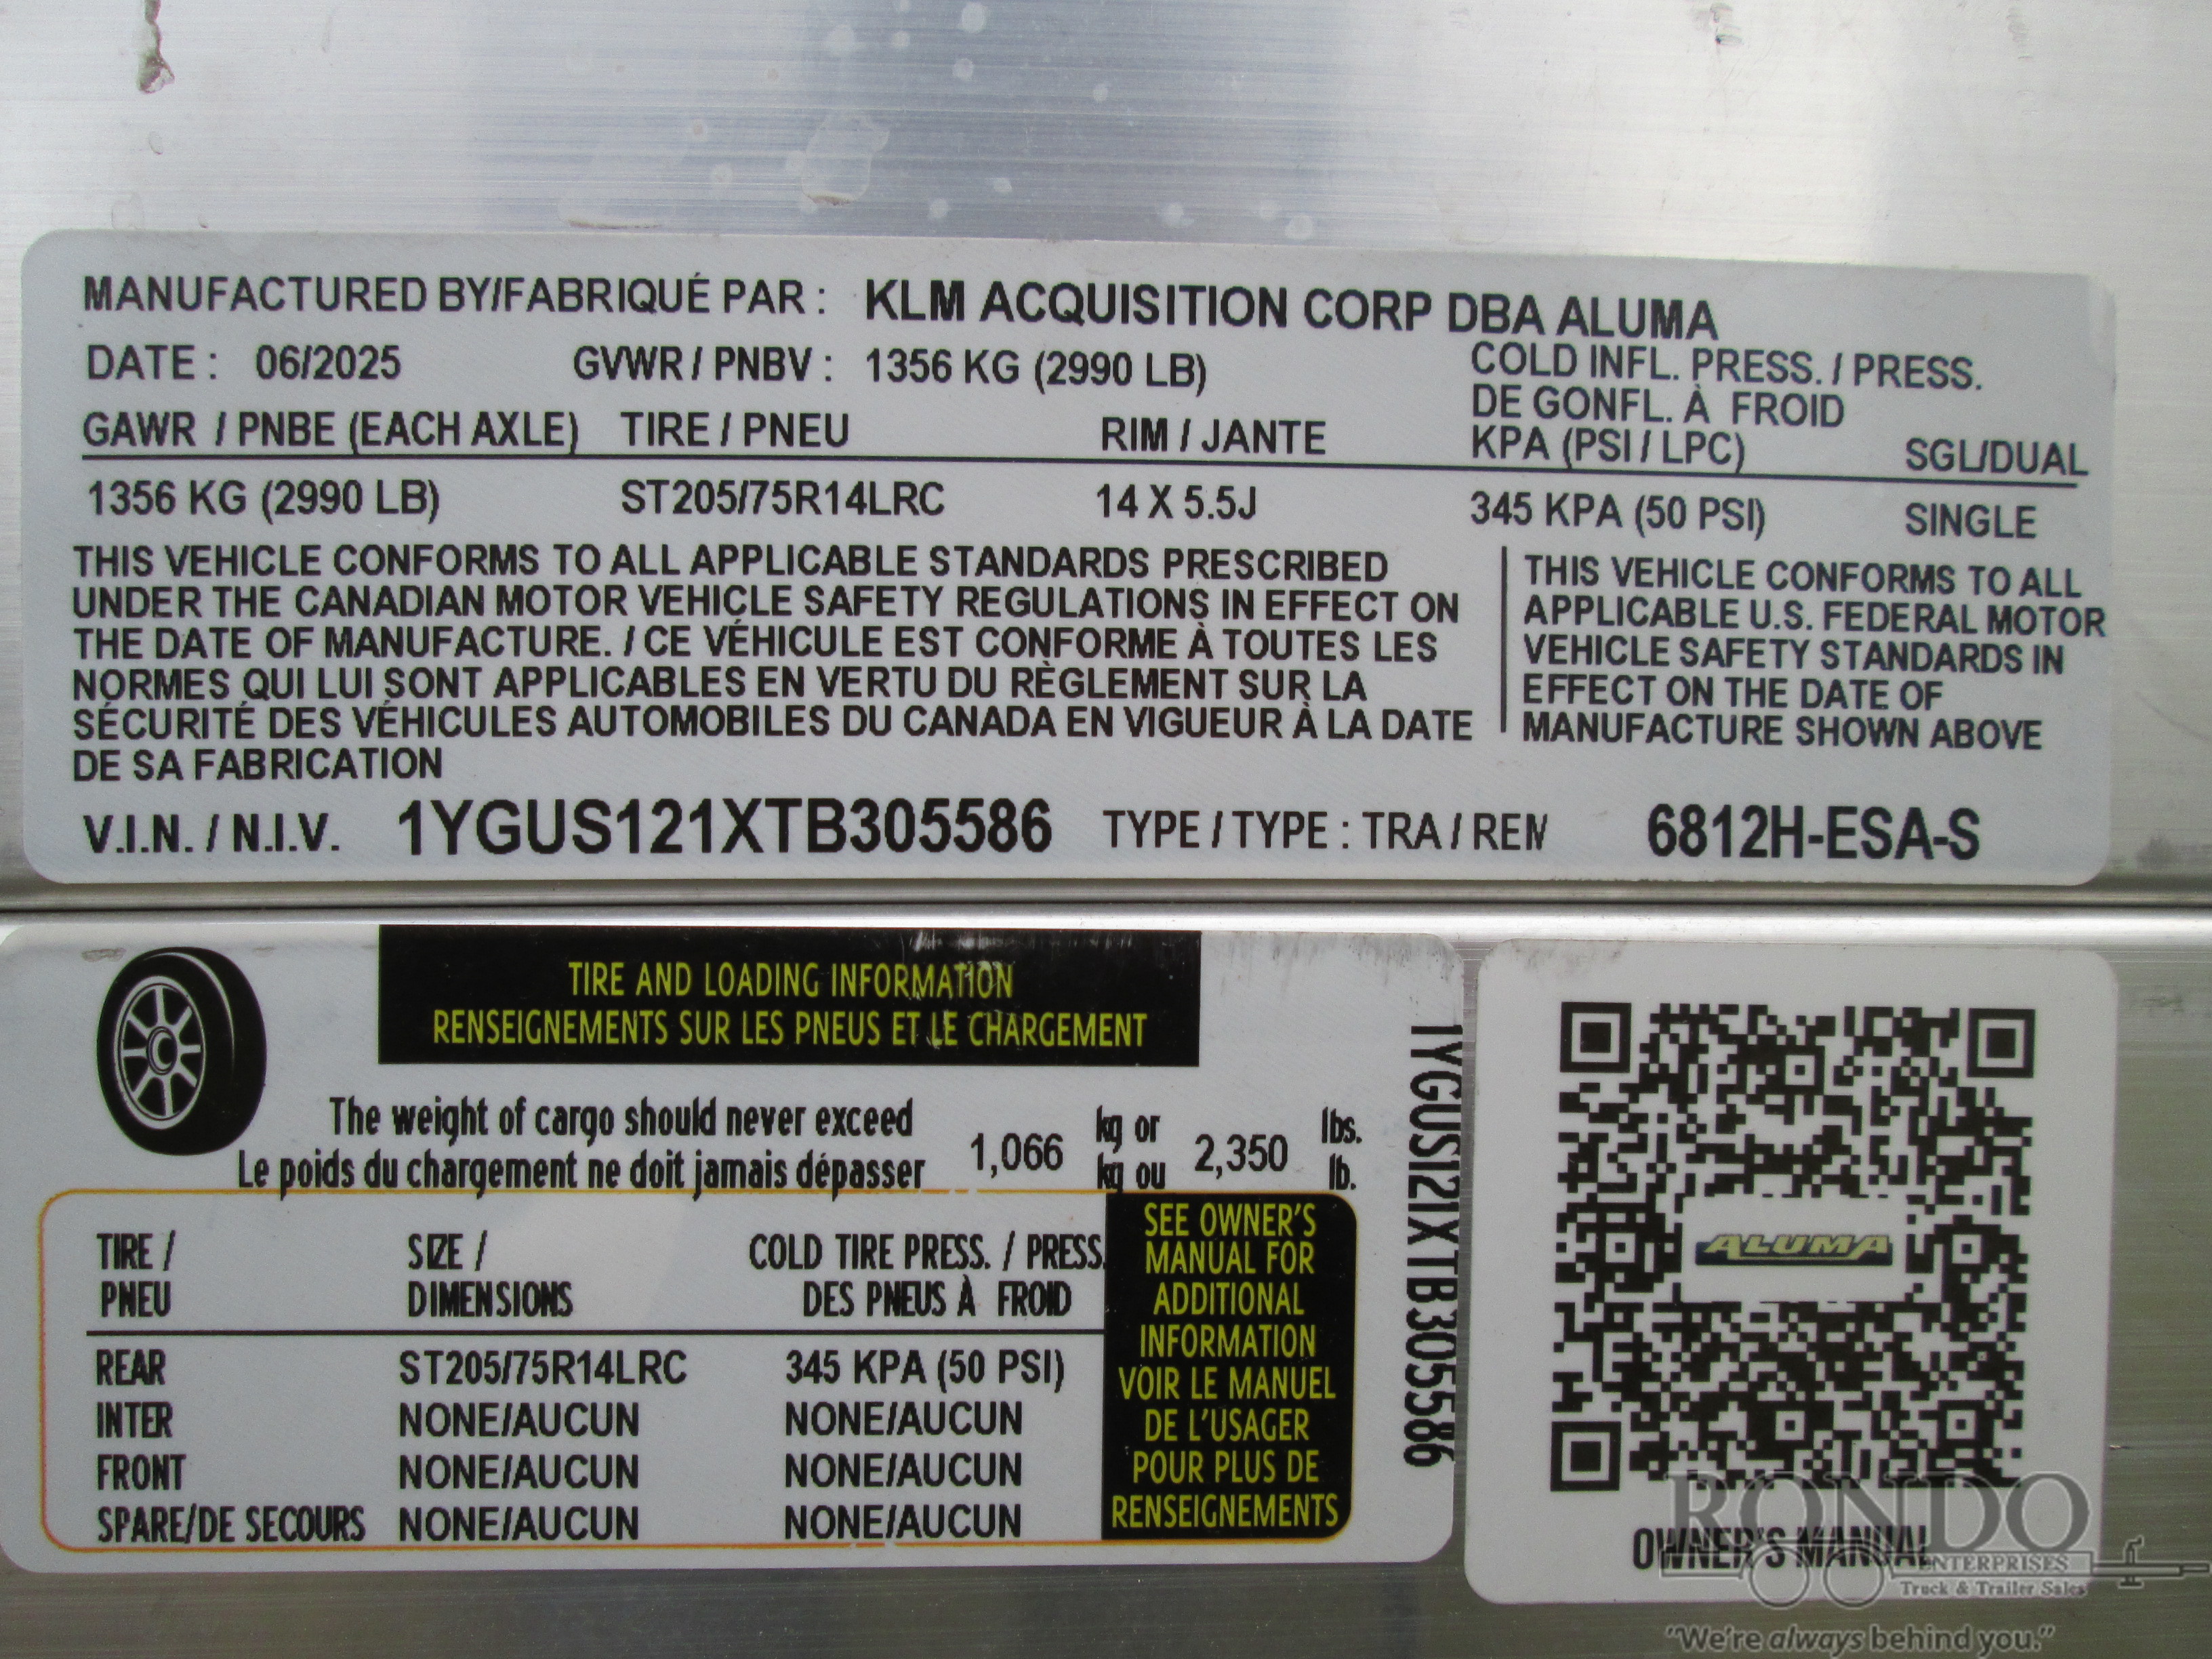 MANUFACTURED BY/FABRIQUÉ PAR : KLM ACQUISITION CORP DBA ALUMA
DATE : 06/2025 GVWR / PNBV : 1356 KG (2990 LB)
COLD INFL. PRESS. / PRESS.
DE GONFL. À FROID
GAWR / PNBE (EACH AXLE) TIRE / PNEU RIM / JANTE KPA (PSI / LPC) SGL/DUAL
1356 KG (2990 LB) ST205/75R14LRC 14 X 5.5J 345 KPA (50 PSI) SINGLE
THIS VEHICLE CONFORMS TO ALL APPLICABLE STANDARDS PRESCRIBED
UNDER THE CANADIAN MOTOR VEHICLE SAFETY REGULATIONS IN EFFECT ON
THE DATE OF MANUFACTURE. / CE VÉHICULE EST CONFORME À TOUTES LES
NORMES QUI LUI SONT APPLICABLES EN VERTU DU RÈGLEMENT SUR LA
SÉCURITÉ DES VÉHICULES AUTOMOBILES DU CANADA EN VIGUEUR À LA DATE
DE SA FABRICATION
THIS VEHICLE CONFORMS TO ALL
APPLICABLE U.S. FEDERAL MOTOR
VEHICLE SAFETY STANDARDS IN
EFFECT ON THE DATE OF
MANUFACTURE SHOWN ABOVE
V.I.N. / N.I.V. 1YGUS121XTB305586 TYPE / TYPE : TRA / REM 6812H-ESA-S
TIRE AND LOADING INFORMATION
RENSEIGNEMENTS SUR LES PNEUS ET LE CHARGEMENT
The weight of cargo should never exceed 1,066 kg or 2,350 lbs.
Le poids du chargement ne doit jamais dépasser kg ou lb.
TIRE / SIZE / COLD TIRE PRESS. / PRESS.
PNEU DIMENSIONS DES PNEUS À FROID
REAR ST205/75R14LRC 345 KPA (50 PSI)
INTER NONE/AUCUN NONE/AUCUN
FRONT NONE/AUCUN NONE/AUCUN
SPARE/DE SECOURS NONE/AUCUN NONE/AUCUN
SEE OWNER'S
MANUAL FOR
ADDITIONAL
INFORMATION
VOIR LE MANUEL
DE L'USAGER
POUR PLUS DE
RENSEIGNEMENTS
1YGUS121XTB305586
ALUMA
OWNER'S MANUAL
RONDO
ENTERPRISES
Truck & Trailer Sales
"We're always behind you."